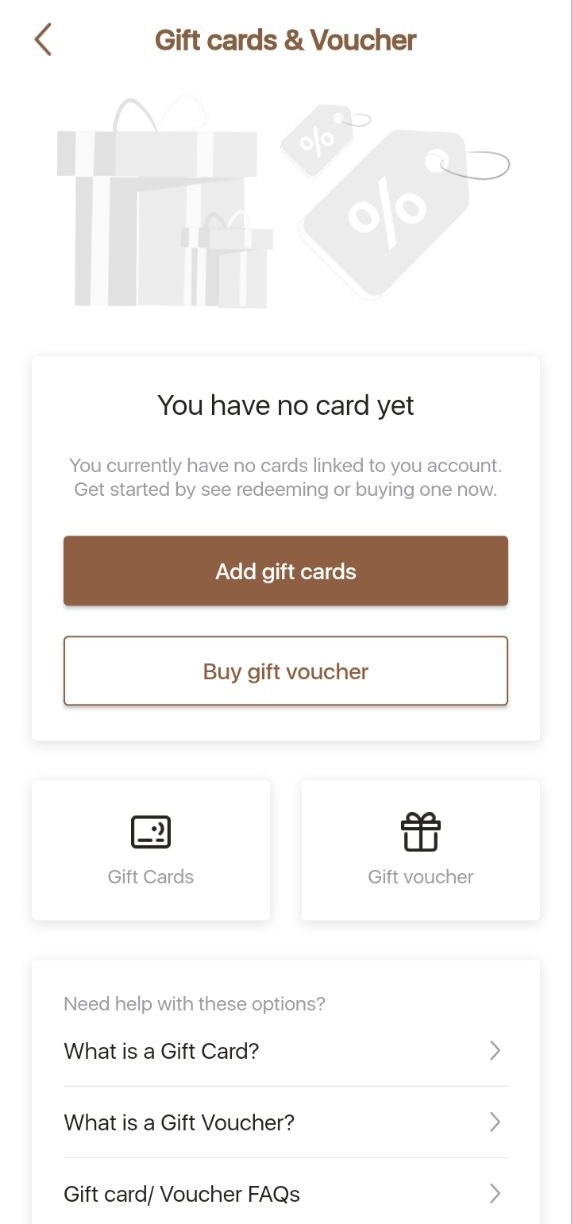 Gift cards & Voucher
%
%
You have no card yet
You currently have no cards linked to you account.
Get started by see redeeming or buying one now.
Add gift cards
Buy gift voucher
Gift Cards
Gift voucher
Need help with these options?
What is a Gift Card?
What is a Gift Voucher?
Gift card/ Voucher FAQs